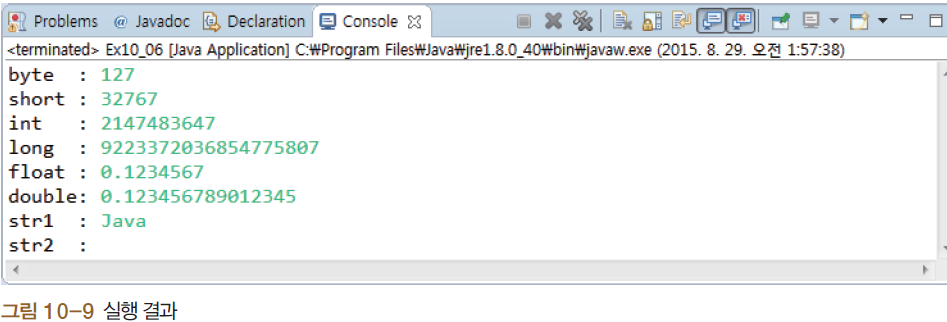 Problems @ Javadoc Declaration Console
<terminated> Ex10_06 [Java Application] C:₩Program Files₩Java₩jre1.8.0_40₩bin₩javaw.exe (2015. 8. 29. 오전 1:57:38)
byte  : 127
short : 32767
int   : 2147483647
long  : 9223372036854775807
float : 0.1234567
double: 0.123456789012345
str1  : Java
str2  :
그림 10-9 실행 결과